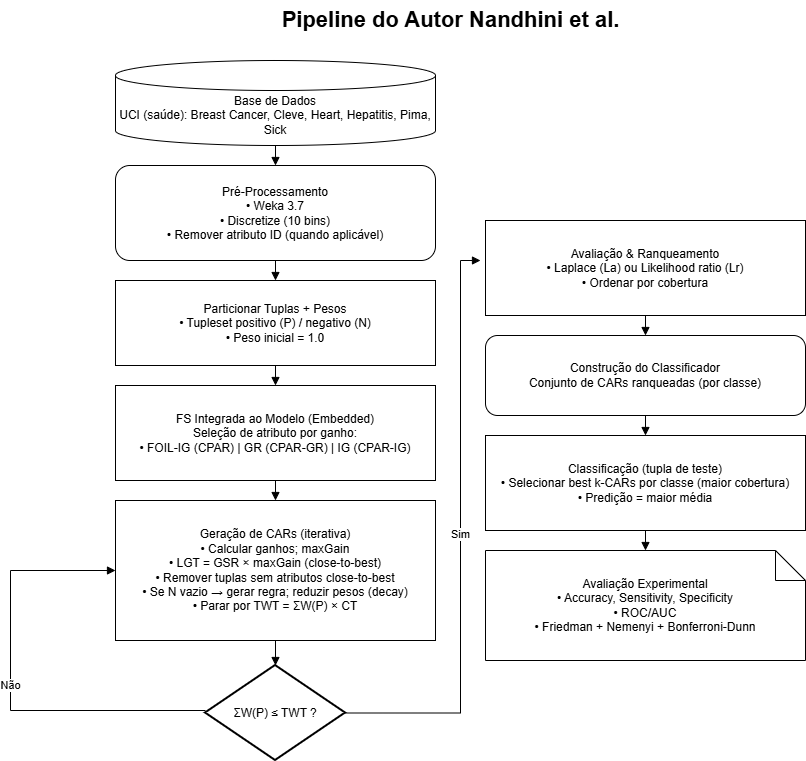 Pipeline do Autor Nandhini et al.
Base de Dados
UCI (saúde): Breast Cancer, Cleve, Heart, Hepatitis, Pima,
Sick
Pré-Processamento
• Weka 3.7
• Discretize (10 bins)
• Remover atributo ID (quando aplicável)
Particionar Tuplas + Pesos
• Tupleset positivo (P) / negativo (N)
• Peso inicial = 1.0
FS Integrada ao Modelo (Embedded)
Seleção de atributo por ganho:
• FOIL-IG (CPAR) | GR (CPAR-GR) | IG (CPAR-IG)
Geração de CARs (iterativa)
• Calcular ganhos; maxGain
• LGT = GSR × maxGain (close-to-best)
• Remover tuplas sem atributos close-to-best
• Se N vazio → gerar regra; reduzir pesos (decay)
• Parar por TWT = ΣW(P) × CT
ΣW(P) ≤ TWT ?
Não
Sim
Avaliação & Ranqueamento
• Laplace (La) ou Likelihood ratio (Lr)
• Ordenar por cobertura
Construção do Classificador
Conjunto de CARs ranqueadas (por classe)
Classificação (tupla de teste)
• Selecionar best k-CARs por classe (maior cobertura)
• Predição = maior média
Avaliação Experimental
• Accuracy, Sensitivity, Specificity
• ROC/AUC
• Friedman + Nemenyi + Bonferroni-Dunn